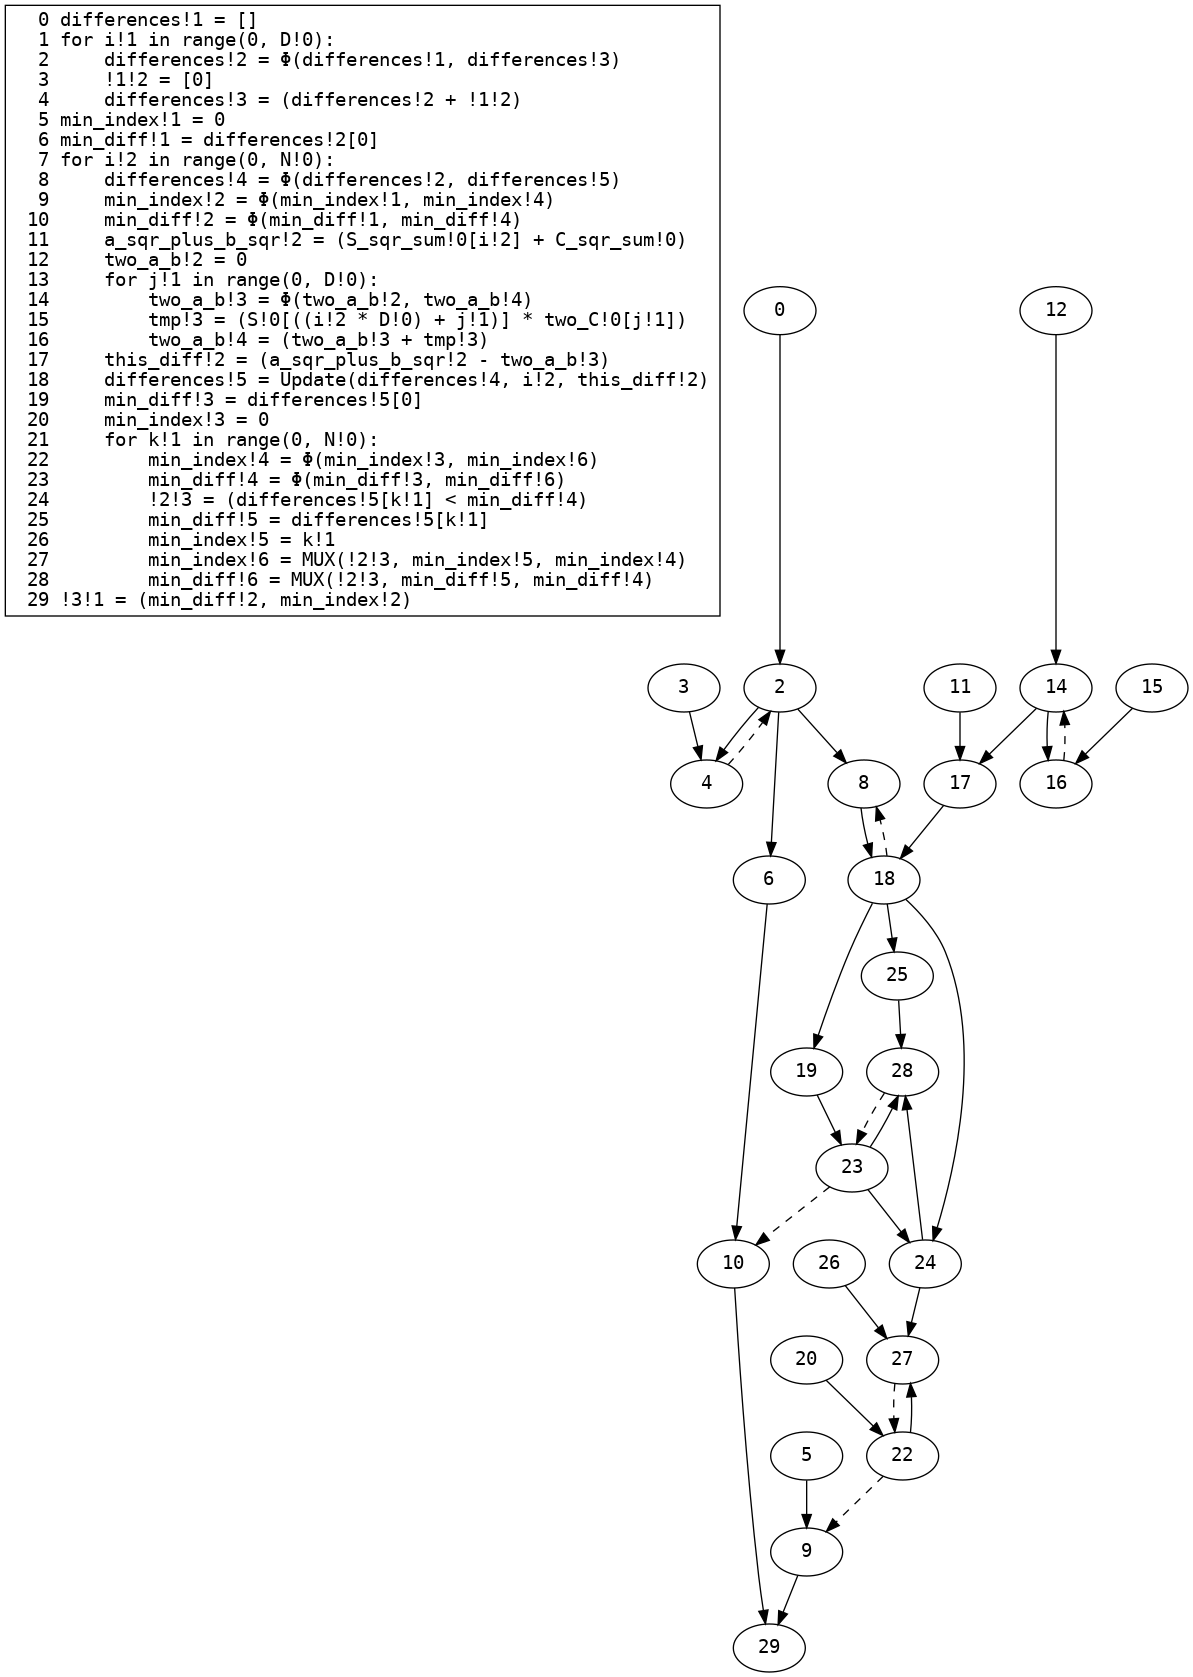 0 differences!1 = []
1 for i!1 in range(0, D!0):
2     differences!2 = Φ(differences!1, differences!3)
3     !1!2 = [0]
4     differences!3 = (differences!2 + !1!2)
5 min_index!1 = 0
6 min_diff!1 = differences!2[0]
7 for i!2 in range(0, N!0):
8     differences!4 = Φ(differences!2, differences!5)
9     min_index!2 = Φ(min_index!1, min_index!4)
10     min_diff!2 = Φ(min_diff!1, min_diff!4)
11     a_sqr_plus_b_sqr!2 = (S_sqr_sum!0[i!2] + C_sqr_sum!0)
12     two_a_b!2 = 0
13     for j!1 in range(0, D!0):
14         two_a_b!3 = Φ(two_a_b!2, two_a_b!4)
15         tmp!3 = (S!0[((i!2 * D!0) + j!1)] * two_C!0[j!1])
16         two_a_b!4 = (two_a_b!3 + tmp!3)
17     this_diff!2 = (a_sqr_plus_b_sqr!2 - two_a_b!3)
18     differences!5 = Update(differences!4, i!2, this_diff!2)
19     min_diff!3 = differences!5[0]
20     min_index!3 = 0
21     for k!1 in range(0, N!0):
22         min_index!4 = Φ(min_index!3, min_index!6)
23         min_diff!4 = Φ(min_diff!3, min_diff!6)
24         !2!3 = (differences!5[k!1] < min_diff!4)
25         min_diff!5 = differences!5[k!1]
26         min_index!5 = k!1
27         min_index!6 = MUX(!2!3, min_index!5, min_index!4)
28         min_diff!6 = MUX(!2!3, min_diff!5, min_diff!4)
29 !3!1 = (min_diff!2, min_index!2)
0
12
3
2
11
14
15
4
8
17
16
6
18
25
19
28
23
10
26
24
20
27
5
22
9
29